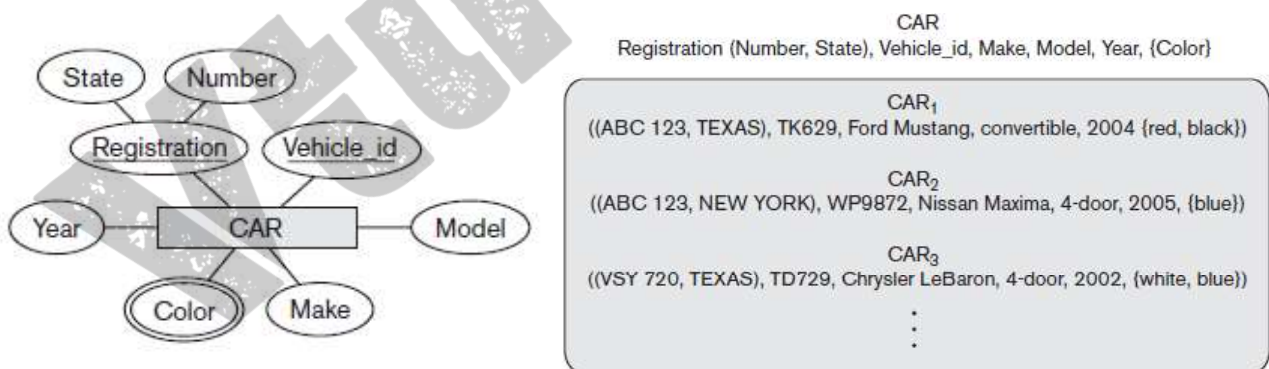 State Number
Registration Vehicle_id
Year CAR Model
Color Make
CAR
Registration (Number, State), Vehicle_id, Make, Model, Year, {Color}
CAR₁
((ABC 123, TEXAS), TK629, Ford Mustang, convertible, 2004 {red, black})
CAR₂
((ABC 123, NEW YORK), WP9872, Nissan Maxima, 4-door, 2005, {blue})
CAR₃
((VSY 720, TEXAS), TD729, Chrysler LeBaron, 4-door, 2002, {white, blue})